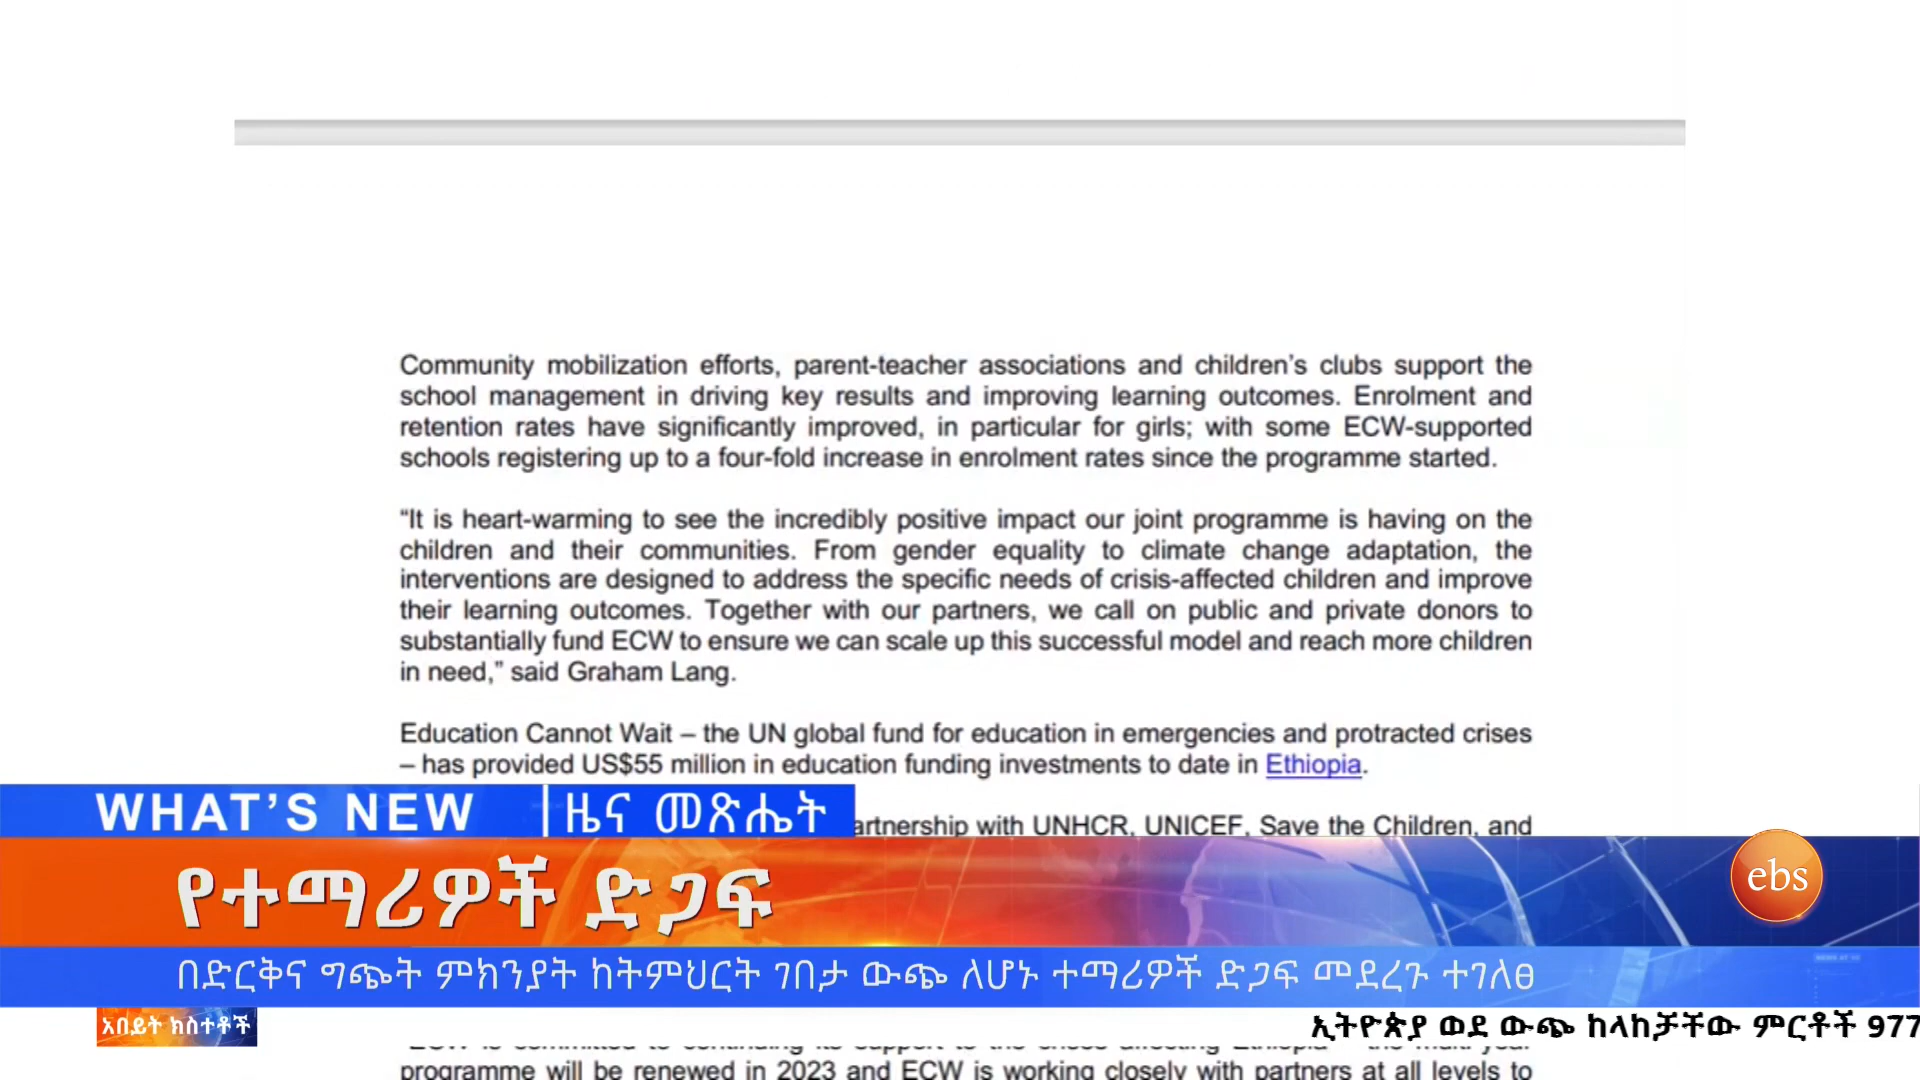 Community mobilization efforts, parent-teacher associations and children’s clubs support the
school management in driving key results and improving learning outcomes. Enrolment and
retention rates have significantly improved, in particular for girls; with some ECW-supported
schools registering up to a four-fold increase in enrolment rates since the programme started.
“It is heart-warming to see the incredibly positive impact our joint programme is having on the
children and their communities. From gender equality to climate change adaptation, the
interventions are designed to address the specific needs of crisis-affected children and improve
their learning outcomes. Together with our partners, we call on public and private donors to
substantially fund ECW to ensure we can scale up this successful model and reach more children
in need,” said Graham Lang.
Education Cannot Wait – the UN global fund for education in emergencies and protracted crises
– has provided US$55 million in education funding investments to date in Ethiopia.
WHAT’S NEW | ዜና መጽሔት
artnership with UNHCR, UNICEF, Save the Children, and
የተማሪዎች ድጋፍ
ebs
በድርቅና ግጭት ምክንያት ከትምህርት ገበታ ውጭ ለሆኑ ተማሪዎች ድጋፍ መደረጉ ተገለፀ
አበይት ክስተቶች
ኢትዮጵያ ወደ ውጭ ከላከቻቸው ምርቶች 977
programme will be renewed in 2023 and ECW is working closely with partners at all levels to